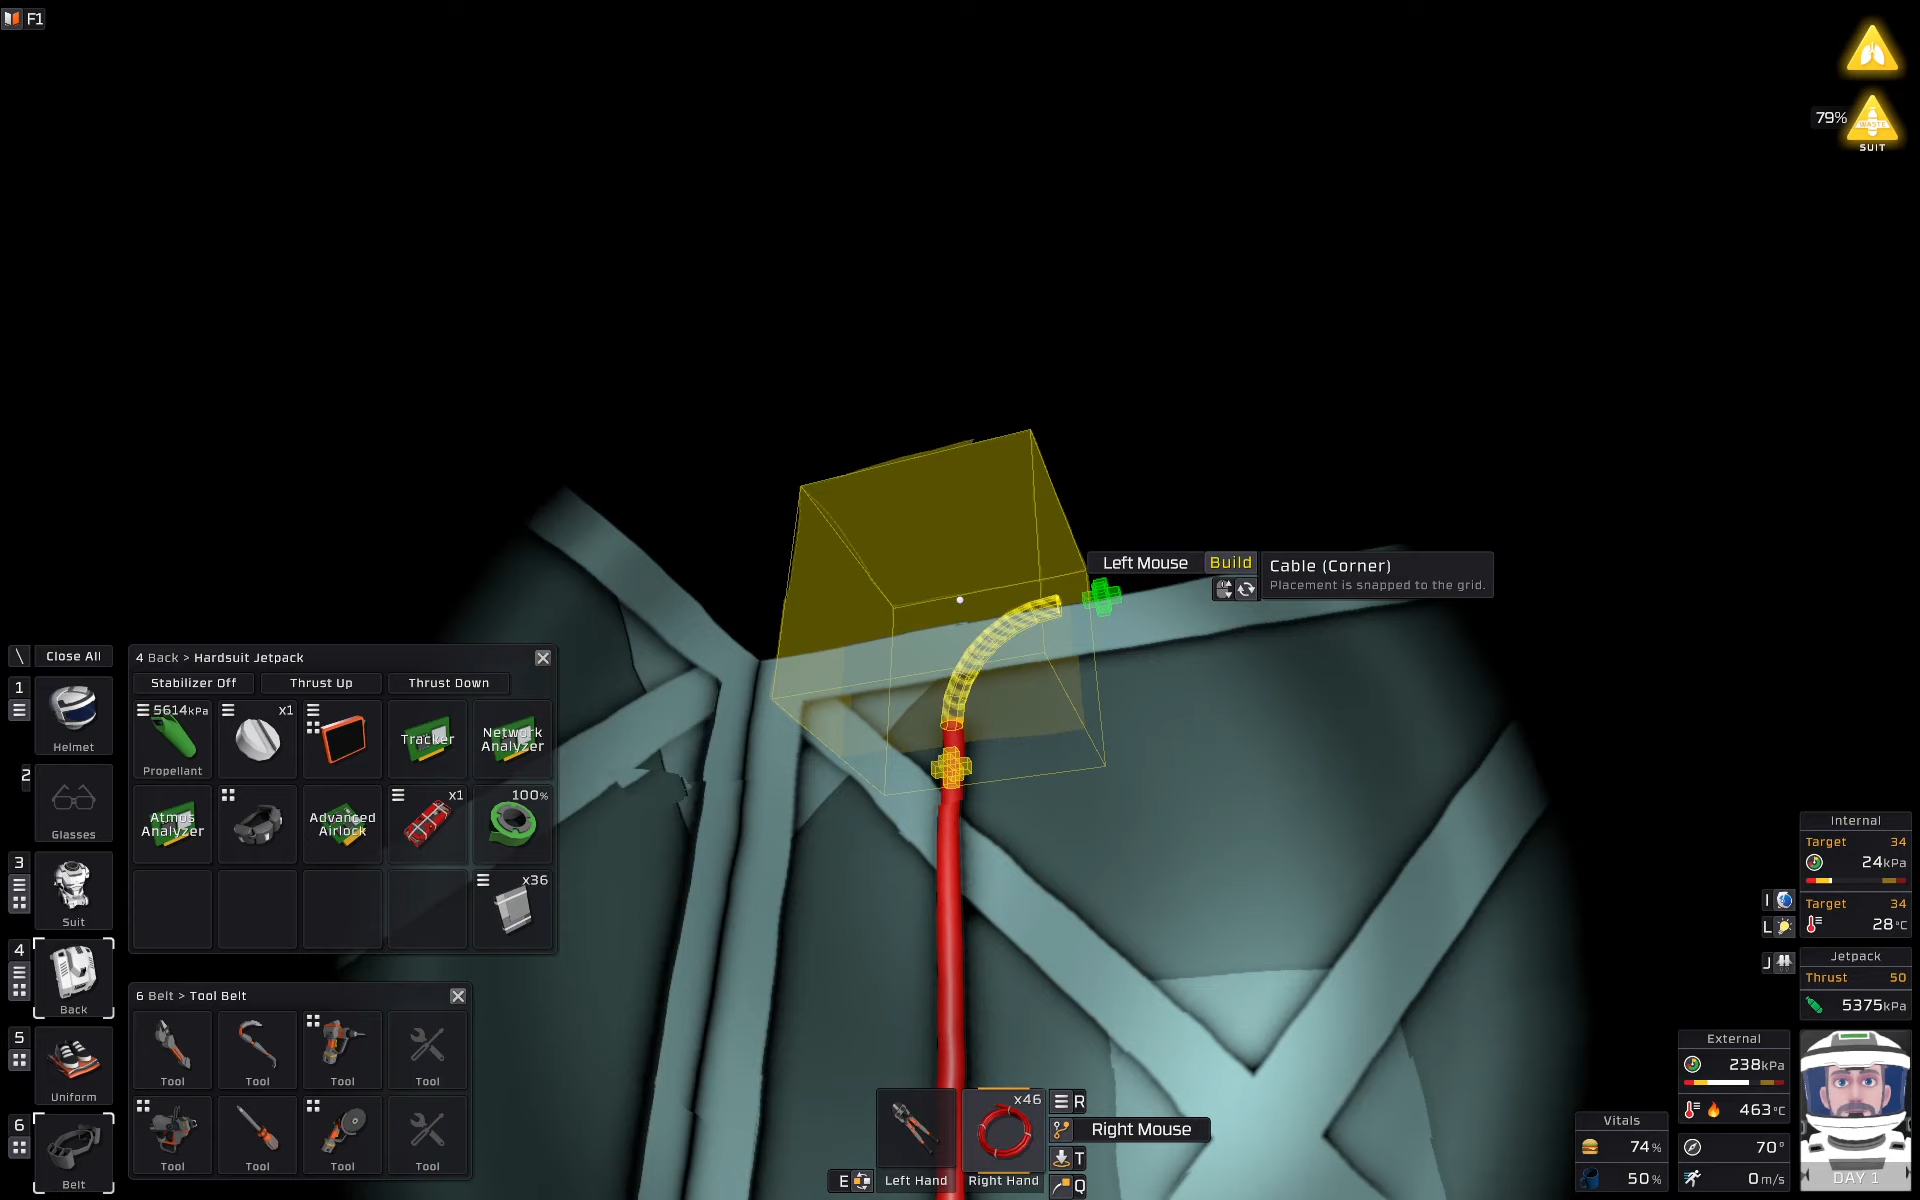 F1
79%
WASTE
SUIT
Left Mouse Build
Cable (Corner)
Placement is snapped to the grid.
\ Close All
1
Helmet
2
Glasses
3
Suit
4
Back
5
Uniform
6
Belt
4 Back > Hardsuit Jetpack
Stabilizer Off Thrust Up Thrust Down
5614kPa x1
Propellant
Tracker
Network
Analyzer
Atmos
Analyzer
Advanced
Airlock
x1
100%
x36
6 Belt > Tool Belt
Tool Tool Tool Tool
Tool Tool Tool Tool
x46
R
Right Mouse
T
E Left Hand Right Hand Q
Internal
Target 34
24kPa
Target 34
28°C
I
L
J
Jetpack
Thrust 50
5375kPa
External
238kPa
463°C
70°
0m/s
Vitals
74%
50%
DAY 1